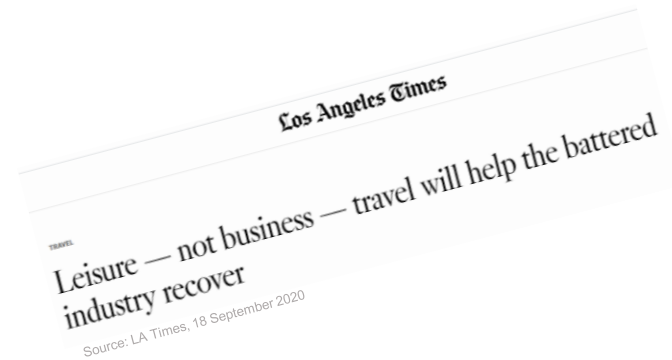 Los Angeles Times
TRAVEL
Leisure — not business — travel will help the battered
industry recover
Source: LA Times, 18 September 2020